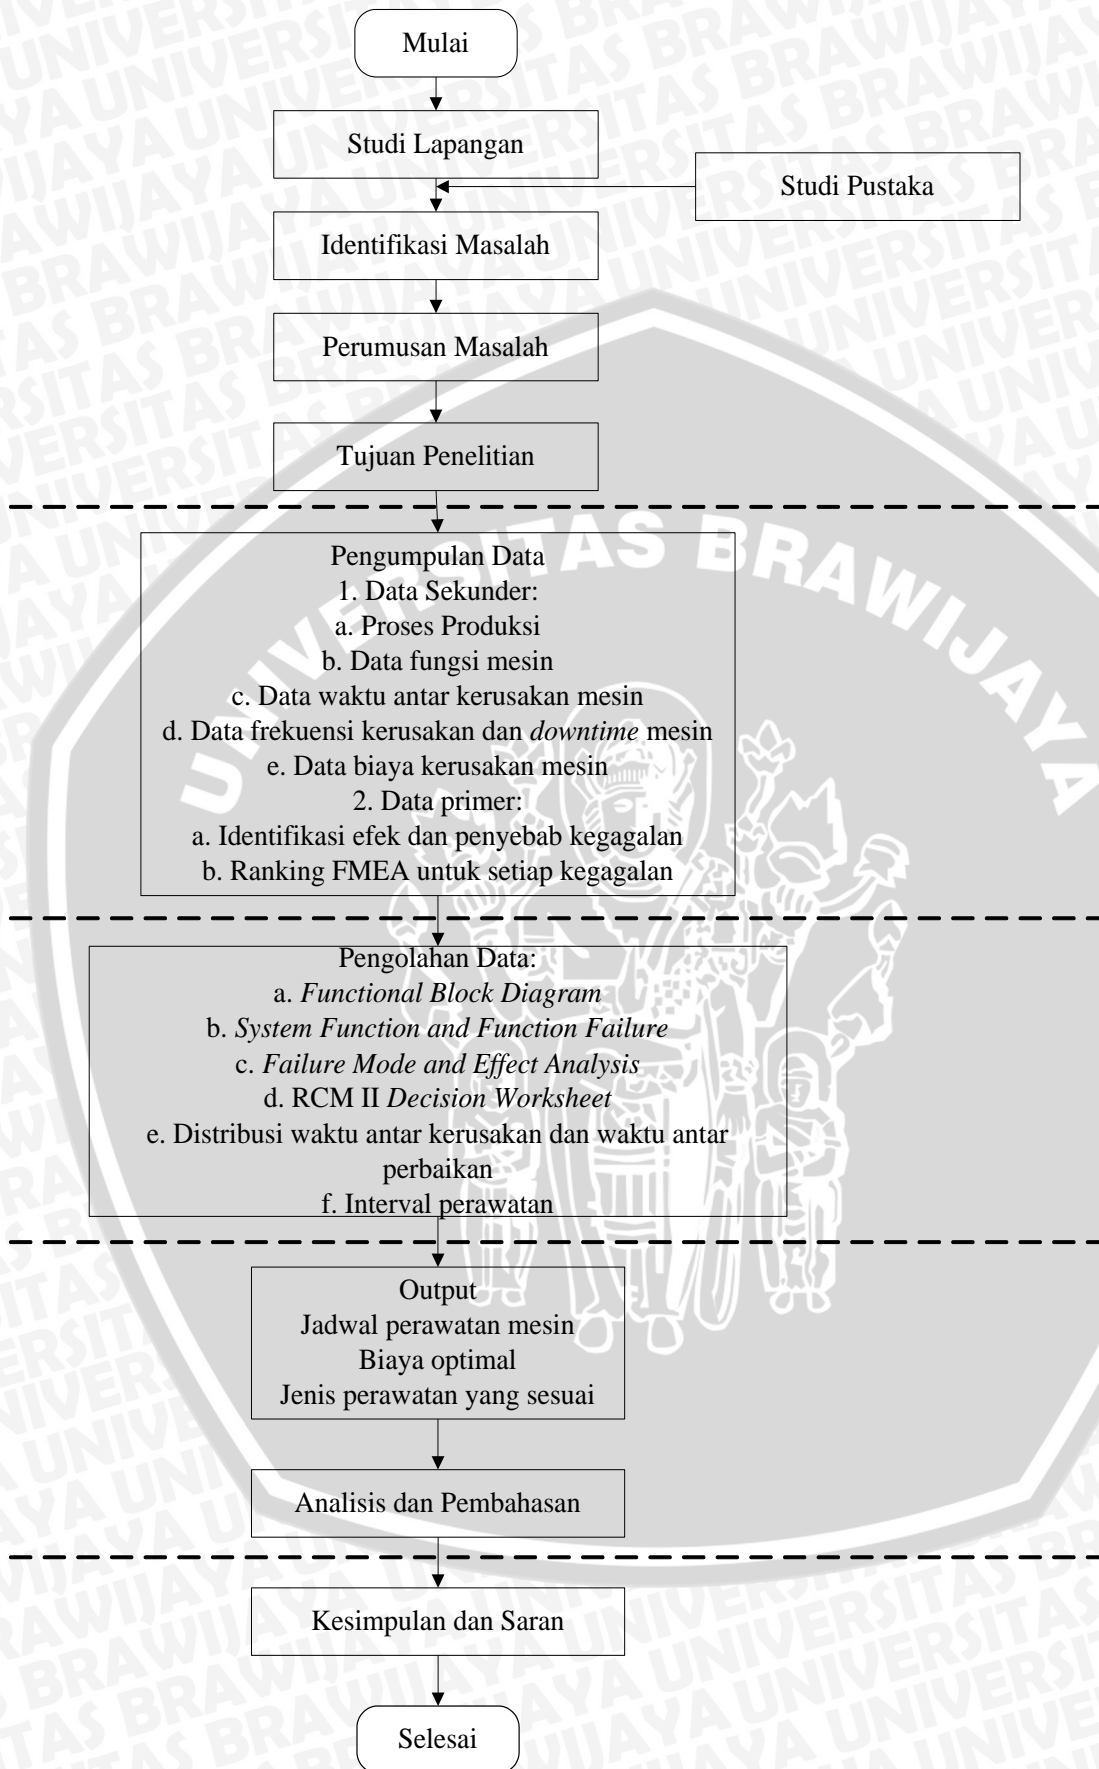 Mulai
Studi Lapangan
Studi Pustaka
Identifikasi Masalah
Perumusan Masalah
Tujuan Penelitian
UNIVERSITAS BRAWIJAYA
Pengumpulan Data
1. Data Sekunder:
a. Proses Produksi
b. Data fungsi mesin
c. Data waktu antar kerusakan mesin
d. Data frekuensi kerusakan dan downtime mesin
e. Data biaya kerusakan mesin
2. Data primer:
a. Identifikasi efek dan penyebab kegagalan
b. Ranking FMEA untuk setiap kegagalan
Pengolahan Data:
a. Functional Block Diagram
b. System Function and Function Failure
c. Failure Mode and Effect Analysis
d. RCM II Decision Worksheet
e. Distribusi waktu antar kerusakan dan waktu antar
perbaikan
f. Interval perawatan
Output
Jadwal perawatan mesin
Biaya optimal
Jenis perawatan yang sesuai
Analisis dan Pembahasan
Kesimpulan dan Saran
Selesai